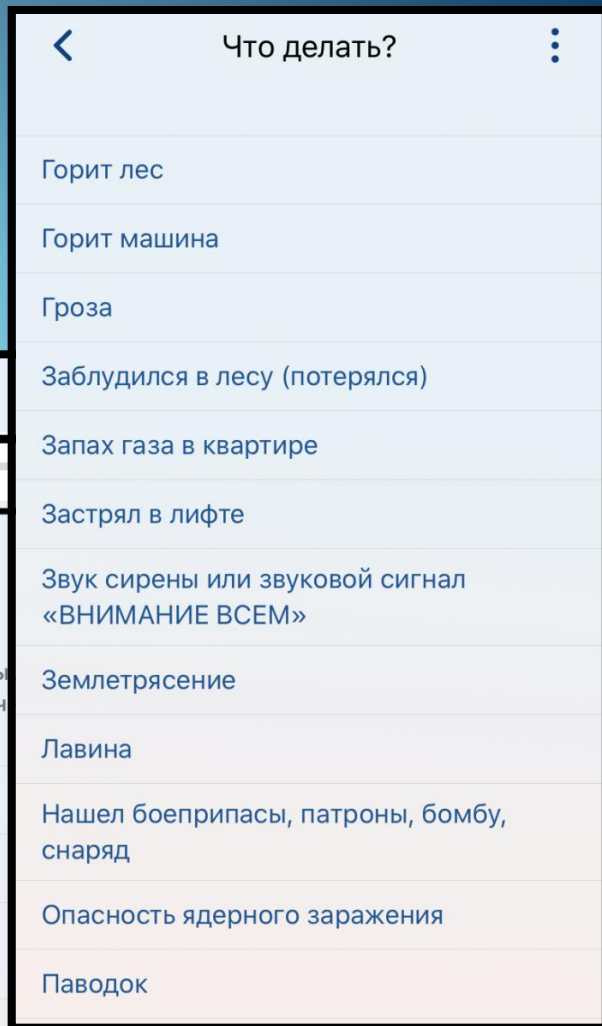 Что делать?
Горит лес
Горит машина
Гроза
Заблудился в лесу (потерялся)
Запах газа в квартире
Застрял в лифте
Звук сирены или звуковой сигнал
«ВНИМАНИЕ ВСЕМ»
Землетрясение
Лавина
Нашел боеприпасы, патроны, бомбу,
снаряд
Опасность ядерного заражения
Паводок